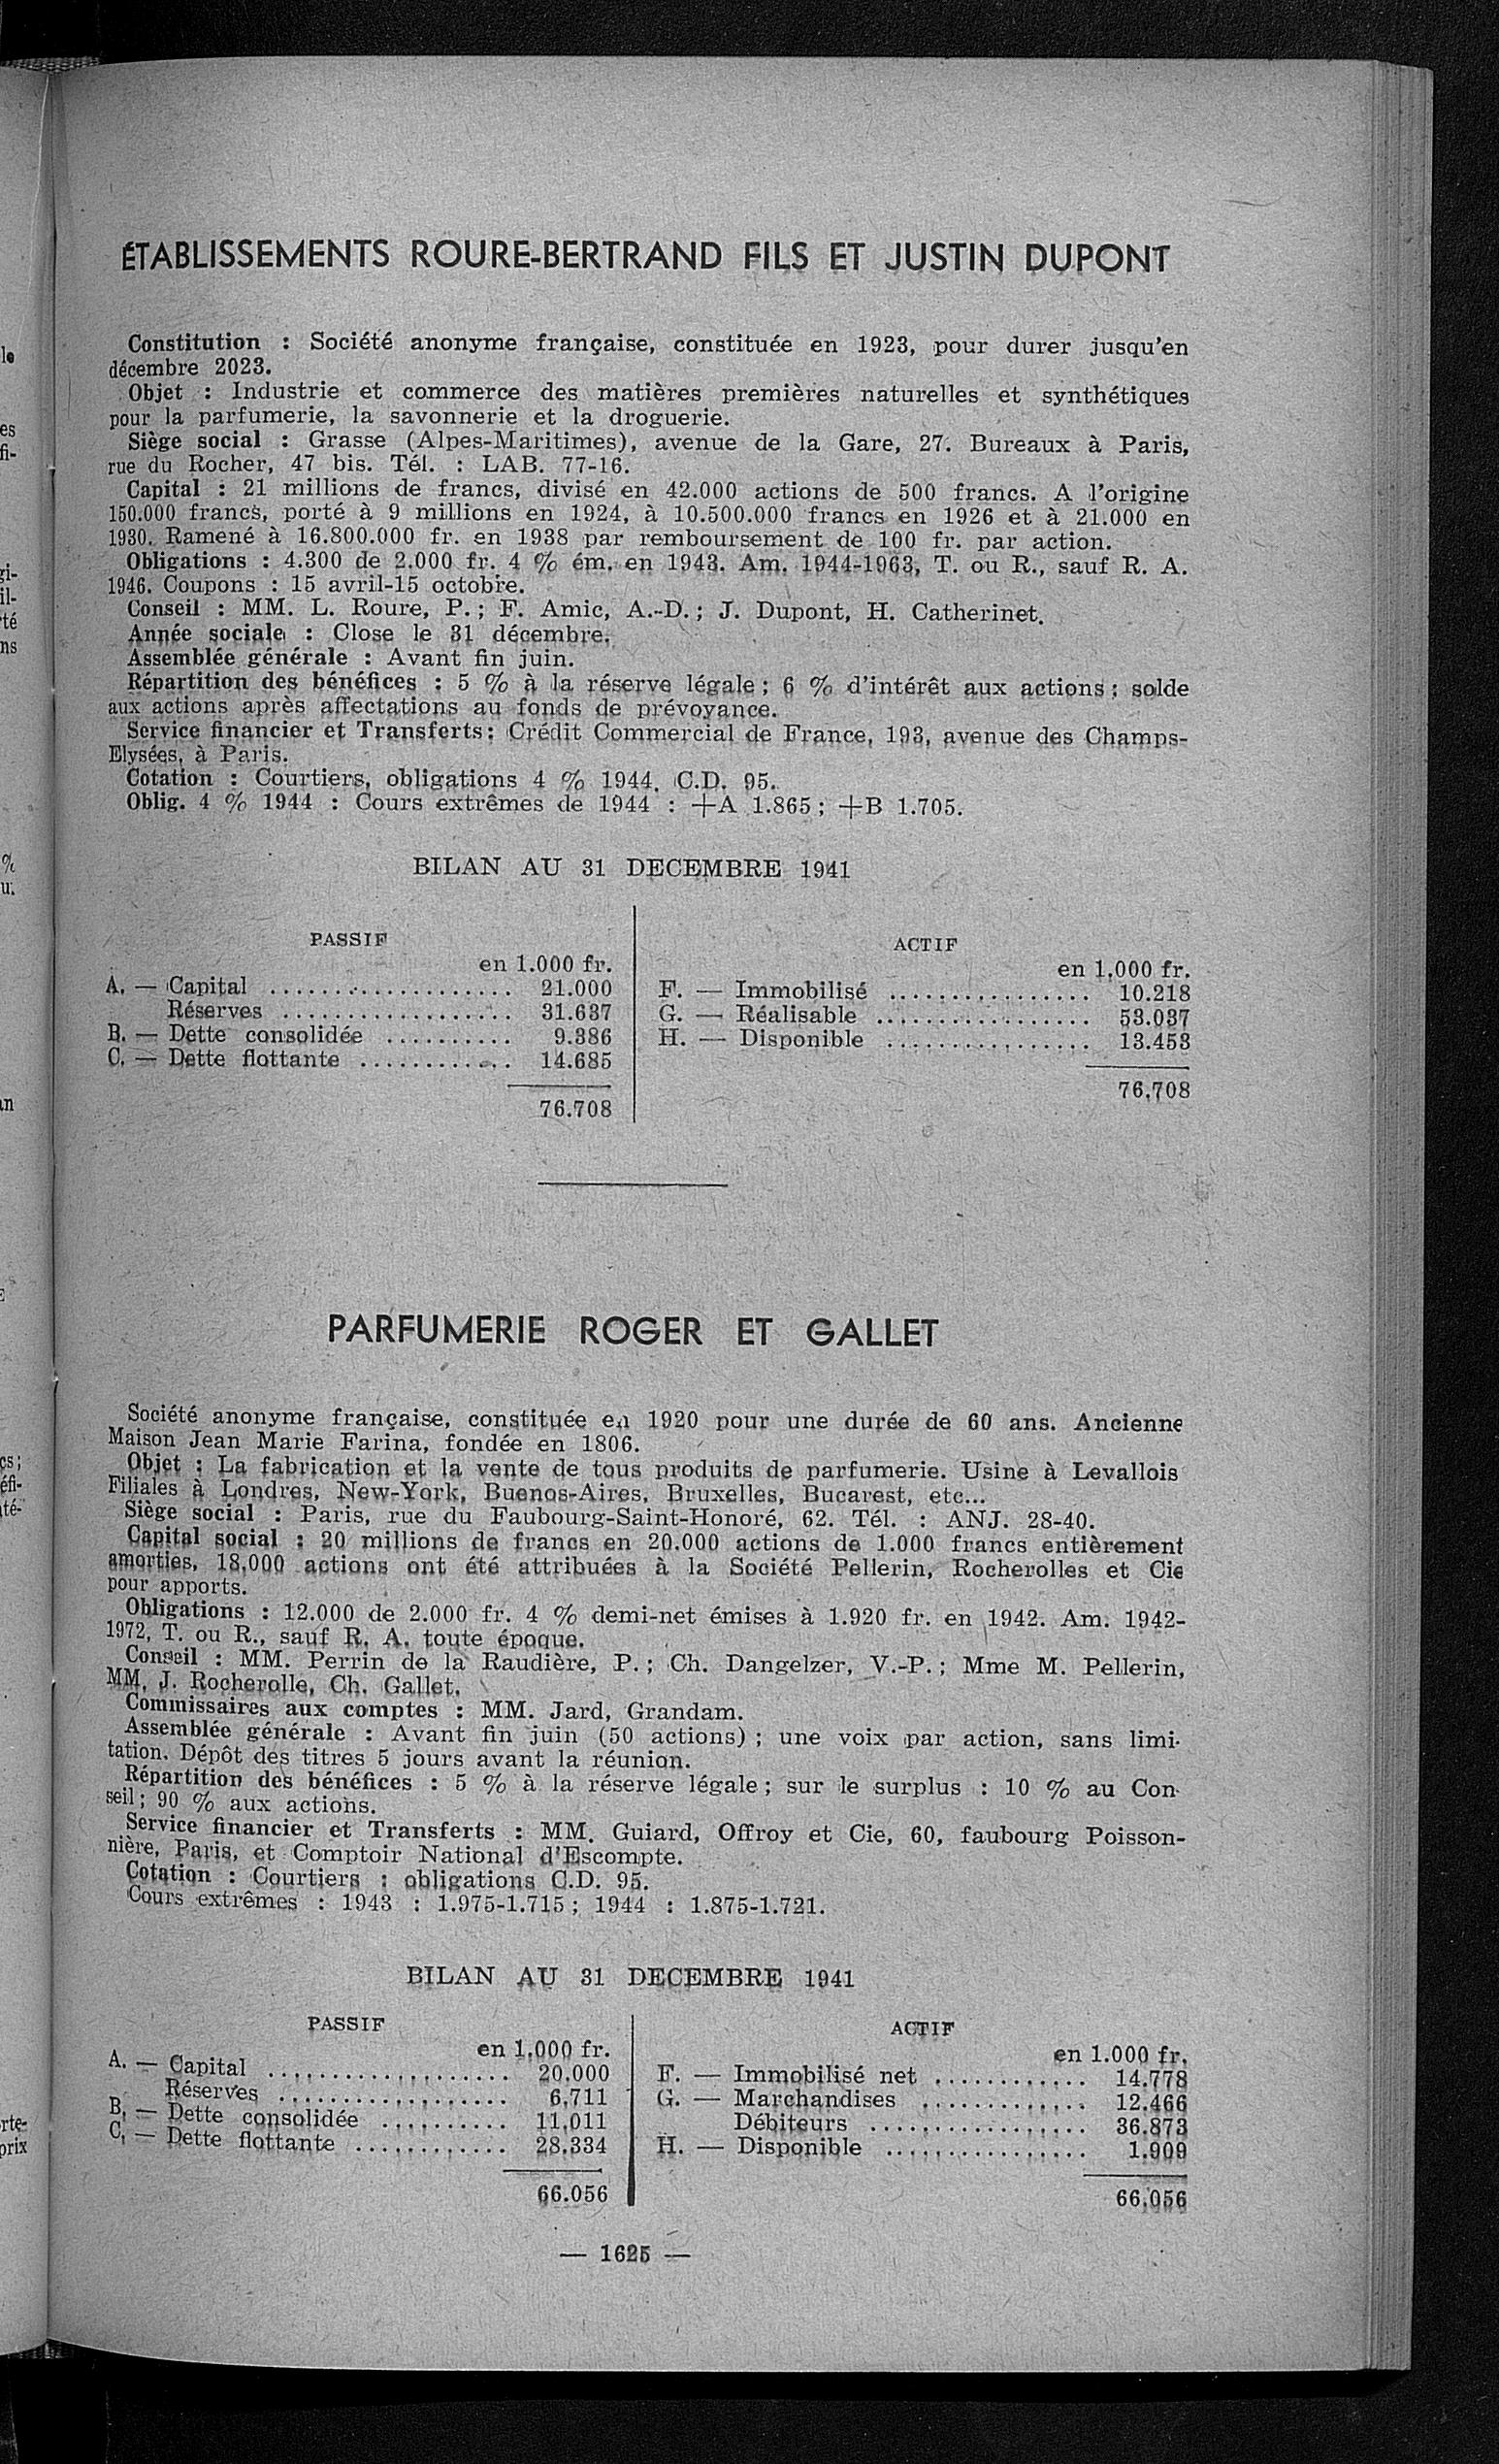 ÉTABLISSEMENTS ROURE-BERTRAND FILS ET JUSTIN DUPONT
Constitution : Société anonyme française, constituée en 1923, pour durer jusqu'en
décembre 2023.
Objet : Industrie et commerce des matières premières naturelles et synthétiques
pour la parfumerie, la savonnerie et la droguerie.
Siège social : Grasse (Alpes-Maritimes), avenue de la Gare, 27. Bureaux à Paris,
rue du Rocher, 47 bis. Tél. : LAB. 77-16.
Capital : 21 millions de francs, divisé en 42.000 actions de 500 francs. A l'origine
150.000 francs, porté à 9 millions en 1924, à 10.500.000 francs en 1926 et à 21.000 en
1930. Ramené à 16.800.000 fr. en 1938 par remboursement de 100 fr. par action.
Obligations : 4.300 de 2.000 fr. 4 % ém. en 1943. Am. 1944-1963, T. ou R., sauf R. A.
1946. Coupons : 15 avril-15 octobre.
Conseil : MM. L. Roure, P.; F. Amic, A.-D.; J. Dupont, H. Catherinet.
Année sociale : Close le 31 décembre.
Assemblée générale : Avant fin juin.
Répartition des bénéfices : 5 % à la réserve légale; 6 % d'intérêt aux actions; solde
aux actions après affectations au fonds de prévoyance.
Service financier et Transferts: Crédit Commercial de France, 193, avenue des Champs-
Elysées, à Paris.
Cotation : Courtiers, obligations 4 % 1944. C.D. 95.
Oblig. 4 % 1944 : Cours extrêmes de 1944 : +A 1.865; +B 1.705.
BILAN AU 31 DECEMBRE 1941
PASSIF
en 1.000 fr.
A. — Capital ................... 21.000
Réserves .................. 31.637
B. — Dette consolidée .......... 9.386
C. — Dette flottante ............ 14.685
76.708
ACTIF
en 1.000 fr.
F. — Immobilisé ................ 10.218
G. — Réalisable ................. 53.037
H. — Disponible ................ 13.453
76.708
PARFUMERIE ROGER ET GALLET
Société anonyme française, constituée en 1920 pour une durée de 60 ans. Ancienne
Maison Jean Marie Farina, fondée en 1806.
Objet : La fabrication et la vente de tous produits de parfumerie. Usine à Levallois
Filiales à Londres, New-York, Buenos-Aires, Bruxelles, Bucarest, etc...
Siège social : Paris, rue du Faubourg-Saint-Honoré, 62. Tél. : ANJ. 28-40.
Capital social : 20 millions de francs en 20.000 actions de 1.000 francs entièrement
amorties, 18.000 actions ont été attribuées à la Société Pellerin, Rocherolles et Cie
pour apports.
Obligations : 12.000 de 2.000 fr. 4 % demi-net émises à 1.920 fr. en 1942. Am. 1942-
1972, T. ou R., sauf R. A. toute époque.
Conseil : MM. Perrin de la Raudière, P.; Ch. Dangelzer, V.-P.; Mme M. Pellerin,
MM. J. Rocherolle, Ch. Gallet.
Commissaires aux comptes : MM. Jard, Grandam.
Assemblée générale : Avant fin juin (50 actions); une voix par action, sans limi-
tation. Dépôt des titres 5 jours avant la réunion.
Répartition des bénéfices : 5 % à la réserve légale; sur le surplus : 10 % au Con-
seil; 90 % aux actions.
Service financier et Transferts : MM. Guiard, Offroy et Cie, 60, faubourg Poisson-
nière, Paris, et Comptoir National d'Escompte.
Cotation : Courtiers : obligations C.D. 95.
Cours extrêmes : 1943 : 1.975-1.715; 1944 : 1.875-1.721.
BILAN AU 31 DECEMBRE 1941
PASSIF
en 1.000 fr.
A. — Capital ................... 20.000
Réserves .................. 6.711
B. — Dette consolidée .......... 11.011
C. — Dette flottante ............ 28.334
66.056
ACTIF
en 1.000 fr.
F. — Immobilisé net ............ 14.778
G. — Marchandises ............. 12.466
Débiteurs ................. 36.873
H. — Disponible ................ 1.909
66.056
— 1625 —